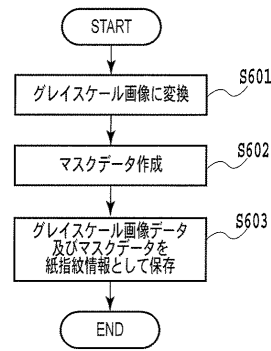 START
グレイスケール画像に変換
S601
マスクデータ作成
S602
グレイスケール画像データ
及びマスクデータを
紙指紋情報として保存
S603
END